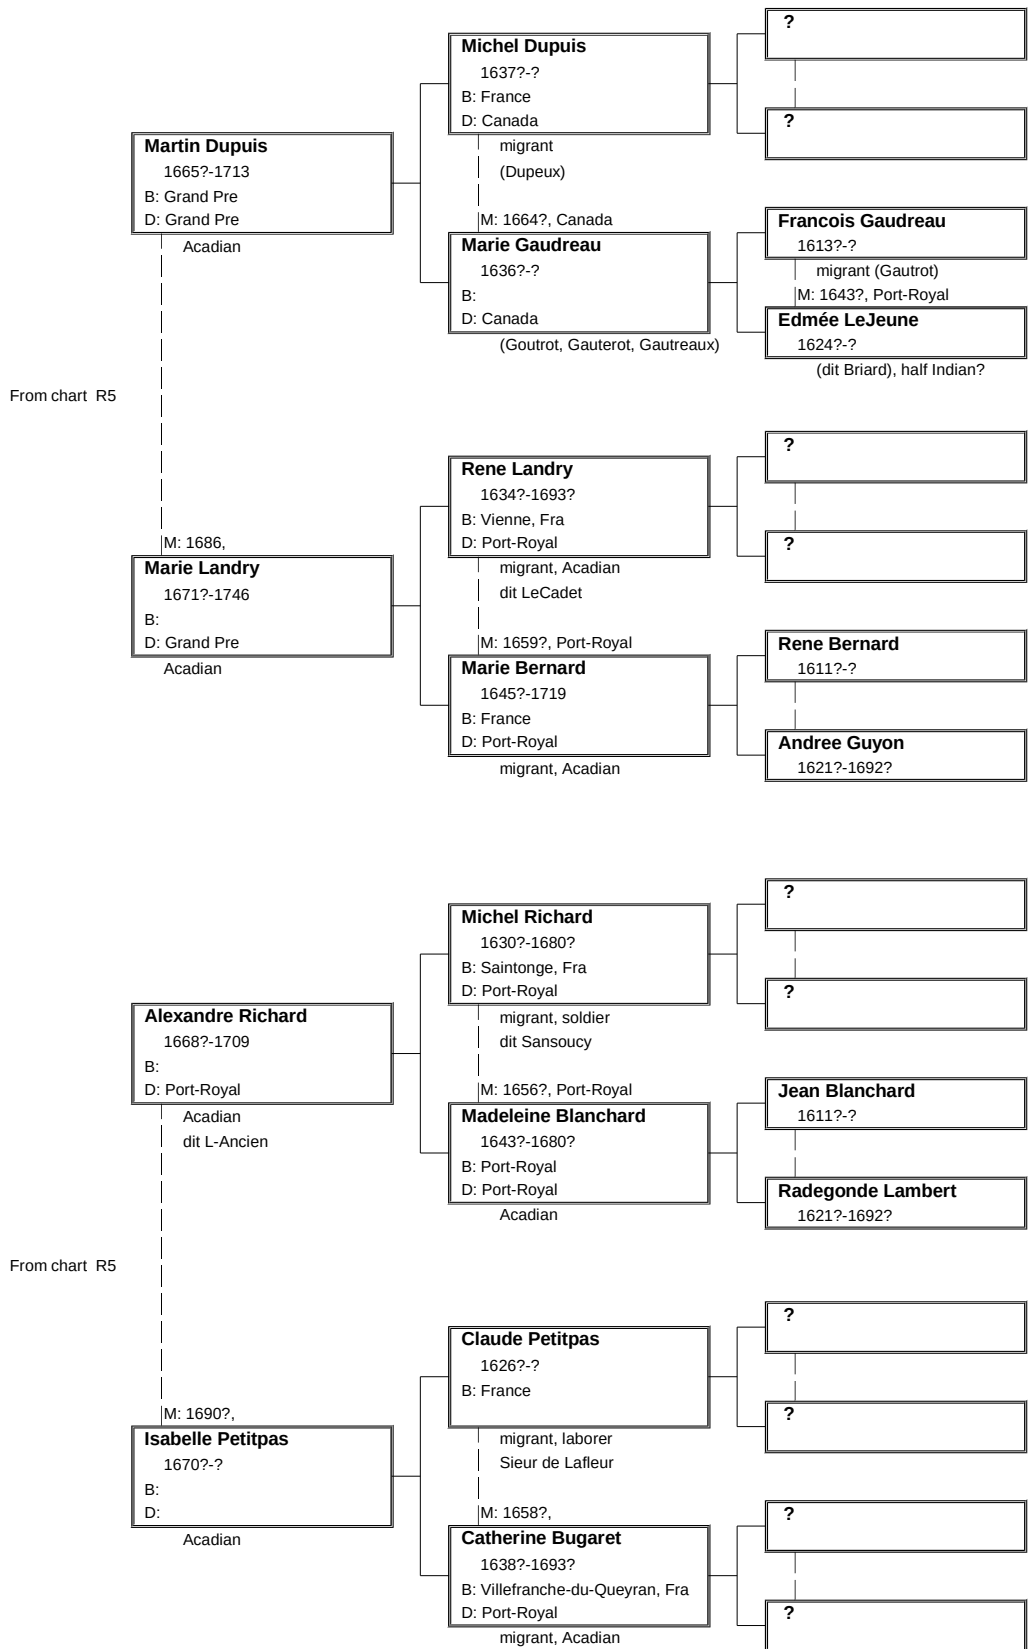 ?
Michel Dupuis
1637?-?
B: France
D: Canada
migrant
(Dupeux)
?
Martin Dupuis
1665?-1713
B: Grand Pre
D: Grand Pre
Acadian
M: 1664?, Canada
Marie Gaudreau
1636?-?
B:
D: Canada
(Goutrot, Gauterot, Gautreaux)
Francois Gaudreau
1613?-?
migrant (Gautrot)
M: 1643?, Port-Royal
Edmée LeJeune
1624?-?
(dit Briard), half Indian?
From chart R5
?
Rene Landry
1634?-1693?
B: Vienne, Fra
D: Port-Royal
migrant, Acadian
dit LeCadet
?
M: 1686,
Marie Landry
1671?-1746
B:
D: Grand Pre
Acadian
M: 1659?, Port-Royal
Marie Bernard
1645?-1719
B: France
D: Port-Royal
migrant, Acadian
Rene Bernard
1611?-?
Andree Guyon
1621?-1692?
?
Michel Richard
1630?-1680?
B: Saintonge, Fra
D: Port-Royal
migrant, soldier
dit Sansoucy
?
Alexandre Richard
1668?-1709
B:
D: Port-Royal
Acadian
dit L-Ancien
M: 1656?, Port-Royal
Madeleine Blanchard
1643?-1680?
B: Port-Royal
D: Port-Royal
Acadian
Jean Blanchard
1611?-?
Radegonde Lambert
1621?-1692?
From chart R5
?
Claude Petitpas
1626?-?
B: France
migrant, laborer
Sieur de Lafleur
?
M: 1690?,
Isabelle Petitpas
1670?-?
B:
D:
Acadian
M: 1658?,
Catherine Bugaret
1638?-1693?
B: Villefranche-du-Queyran, Fra
D: Port-Royal
migrant, Acadian
?
?